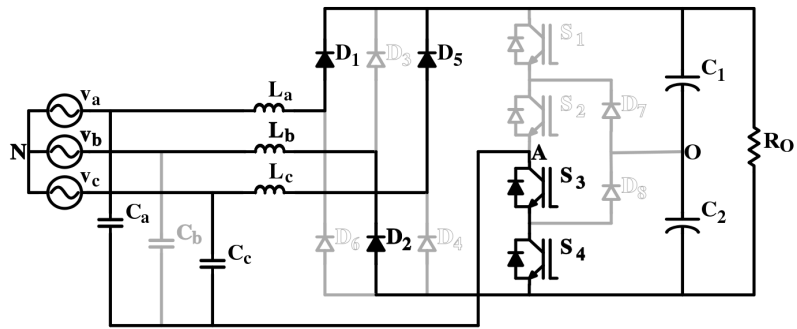 S1
D1 D3 D5
C1
va La
S2 D7
Lb
N vb A O RO
vc Lc S3
D8
Ca C2
Cb D6 D2 D4 S4
Cc